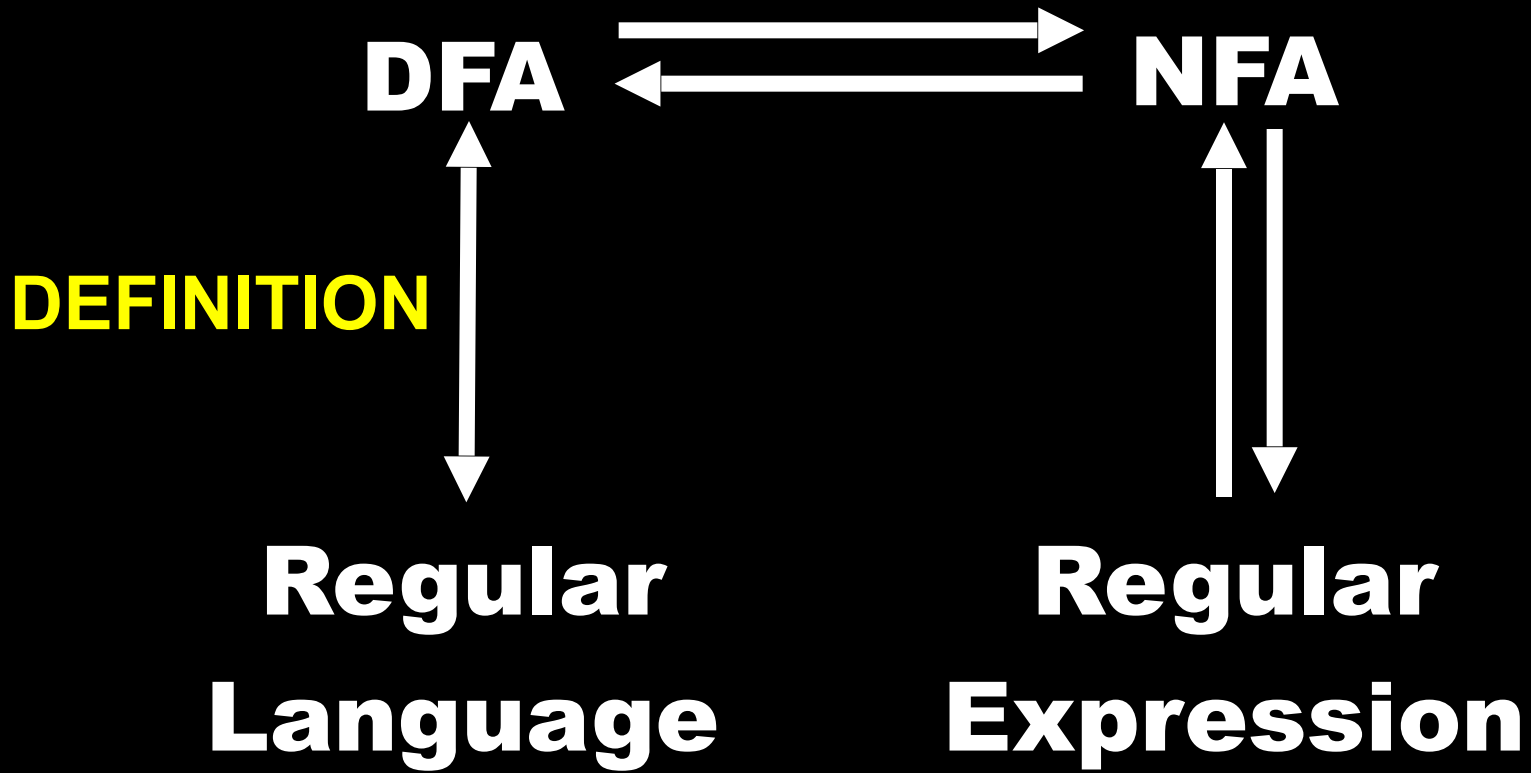 DFA
NFA
DEFINITION
Regular
Language
Regular
Expression